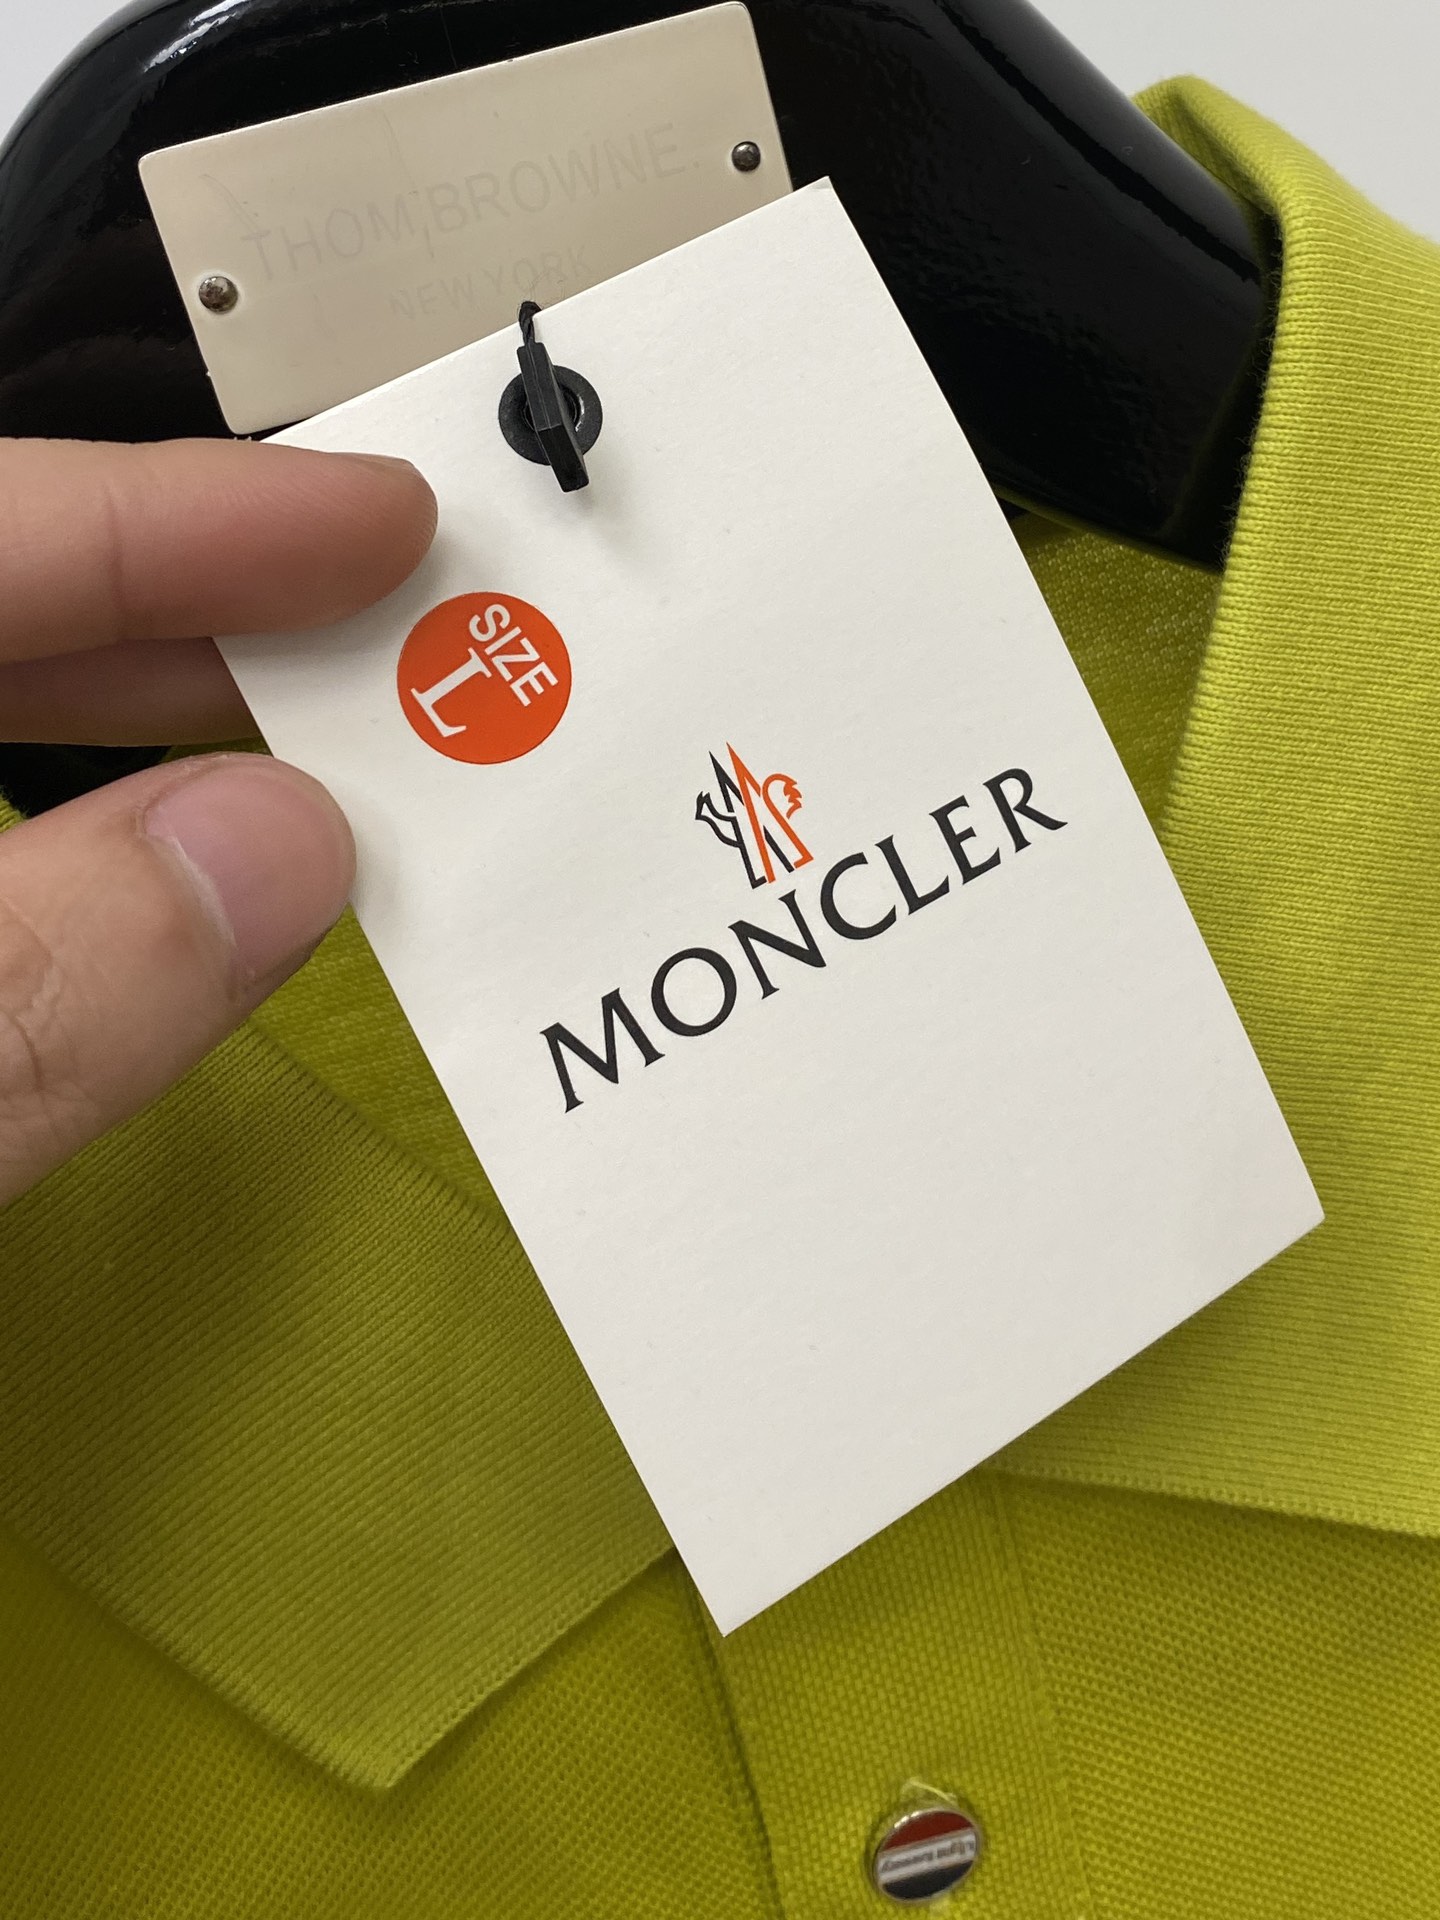 THOM BROWNE.
NEW YORK
SIZE
L
MONCLER